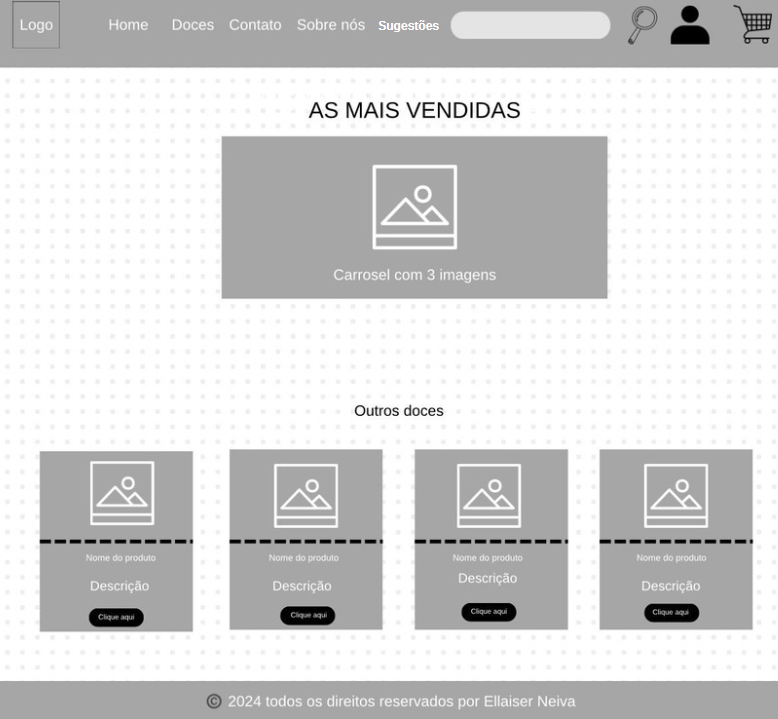 Logo Home Doces Contato Sobre nós Sugestões
AS MAIS VENDIDAS
Carrosel com 3 imagens
Outros doces
Nome do produto
Descrição
Clique aqui
Nome do produto
Descrição
Clique aqui
Nome do produto
Descrição
Clique aqui
Nome do produto
Descrição
Clique aqui
© 2024 todos os direitos reservados por Ellaiser Neiva